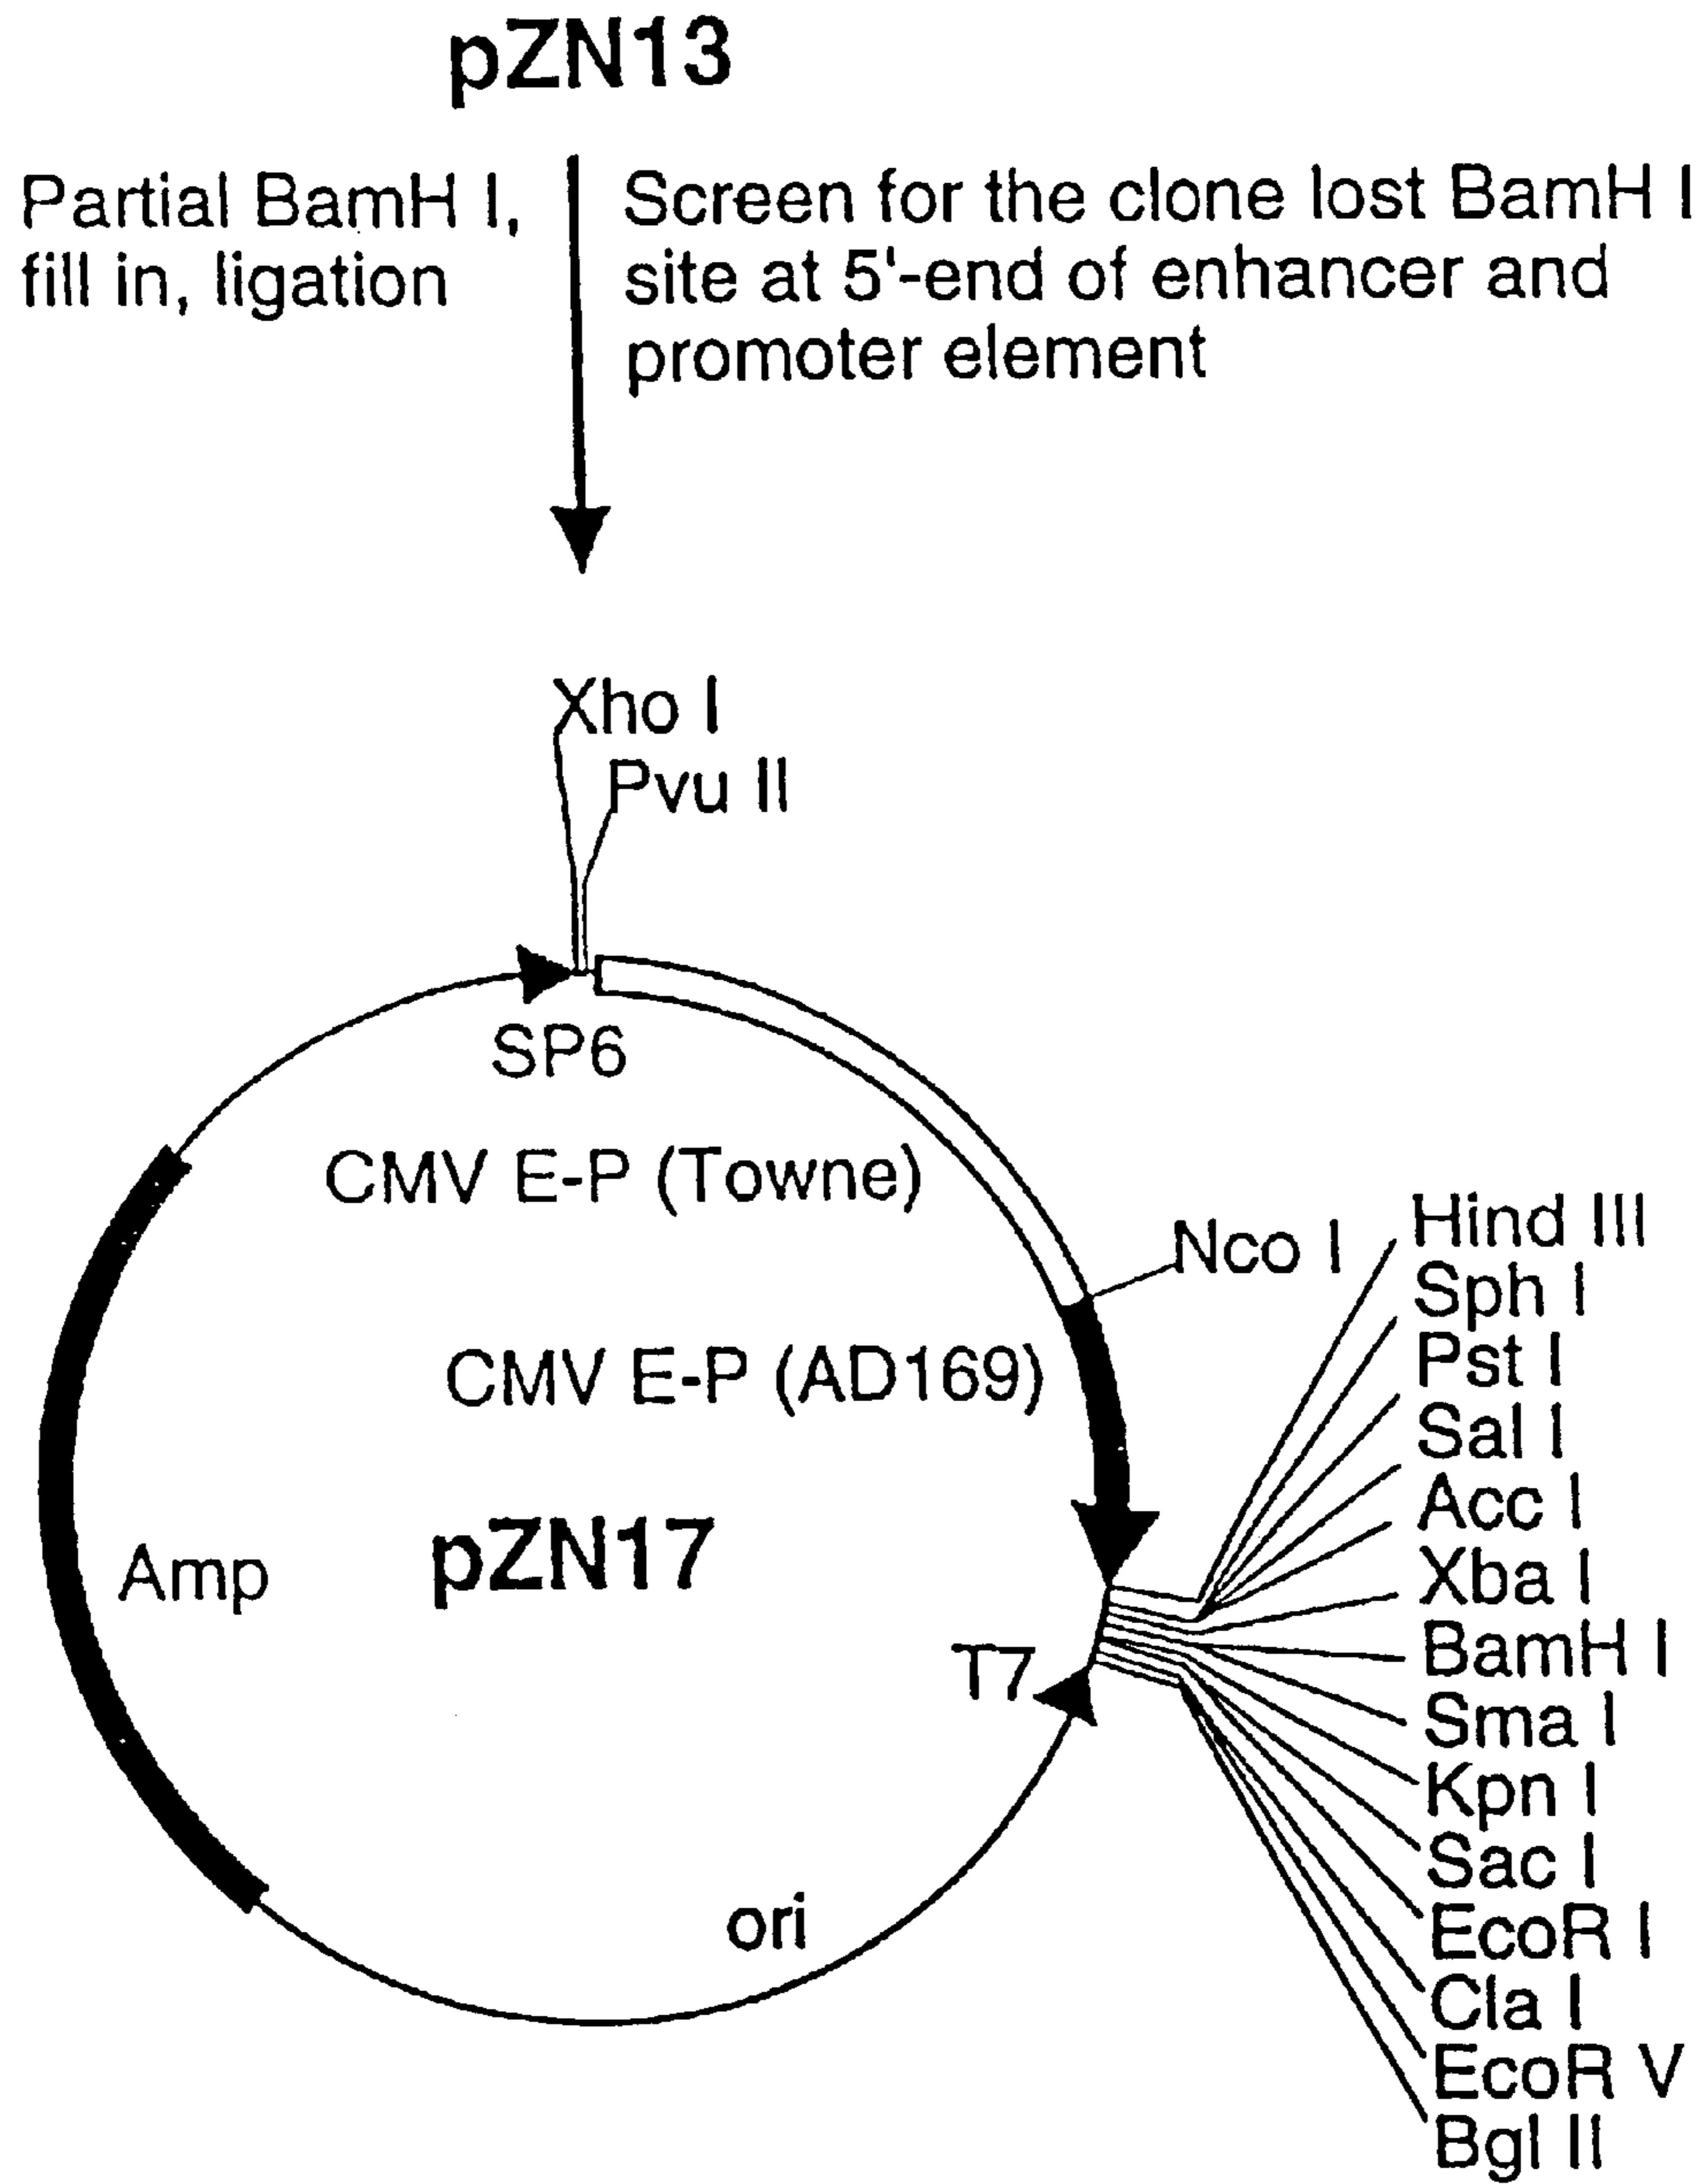 pZN13
Partial BamH I,
fill in, ligation
Screen for the clone lost BamH I
site at 5'-end of enhancer and
promoter element
Xho I
Pvu II
SP6
CMV E-P (Towne)
Nco I
CMV E-P (AD169)
Hind III
Sph I
Pst I
Sal I
Acc I
Xba I
BamH I
Sma I
Kpn I
Sac I
EcoR I
Cla I
EcoR V
Bgl II
Amp
pZN17
T7
ori